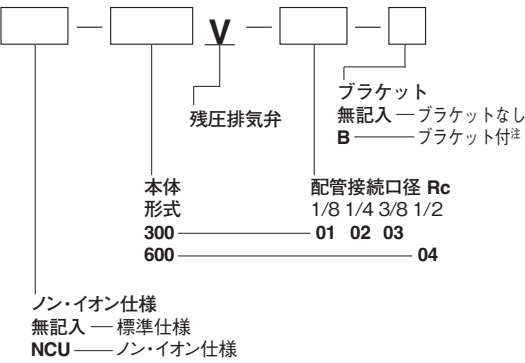 V
残圧排気弁
ブラケット
無記入 ― ブラケットなし
B ― ブラケット付注
本体
形式
300
600
配管接続口径 Rc
1/8 1/4 3/8 1/2
01 02 03
04
ノン・イオン仕様
無記入 ― 標準仕様
NCU ― ノン・イオン仕様